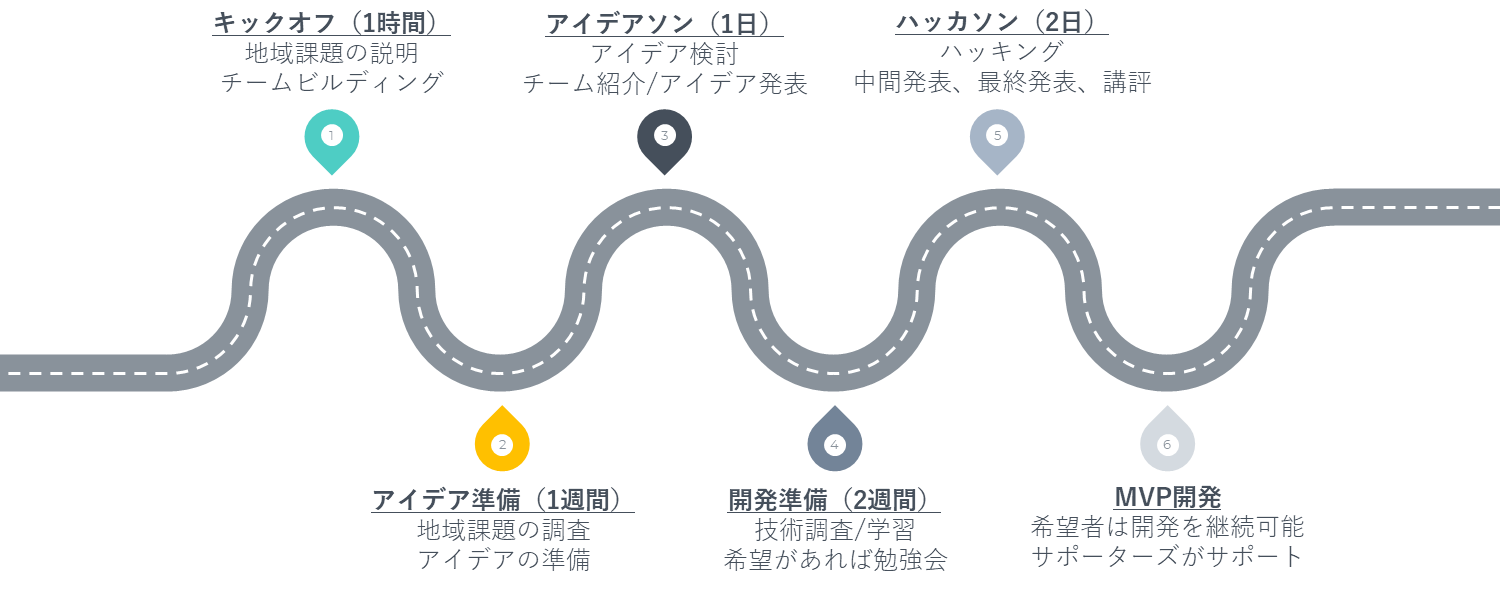 キックオフ（1時間）
地域課題の説明
チームビルディング
1
アイデア準備（1週間）
地域課題の調査
アイデアの準備
2
アイデアソン（1日）
アイデア検討
チーム紹介/アイデア発表
3
開発準備（2週間）
技術調査/学習
希望があれば勉強会
4
ハッカソン（2日）
ハッキング
中間発表、最終発表、講評
5
MVP開発
希望者は開発を継続可能
サポーターズがサポート
6